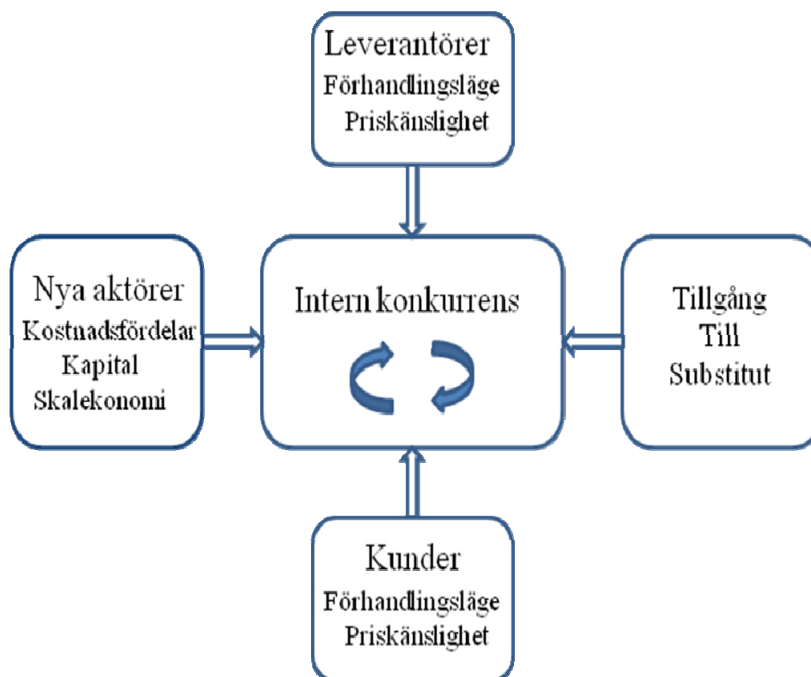 Leverantörer
Förhandlingsläge
Priskänslighet
Nya aktörer
Kostnadsfördelar
Kapital
Skalekonomi
Intern konkurrens
Tillgång
Till
Substitut
Kunder
Förhandlingsläge
Priskänslighet